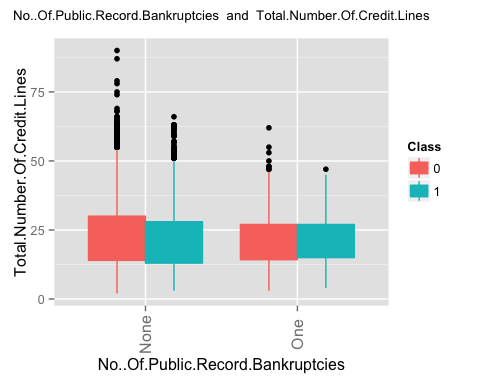 No..Of.Public.Record.Bankruptcies and Total.Number.Of.Credit.Lines
Total.Number.Of.Credit.Lines
75
50
25
0
None
One
No..Of.Public.Record.Bankruptcies
Class
0
1